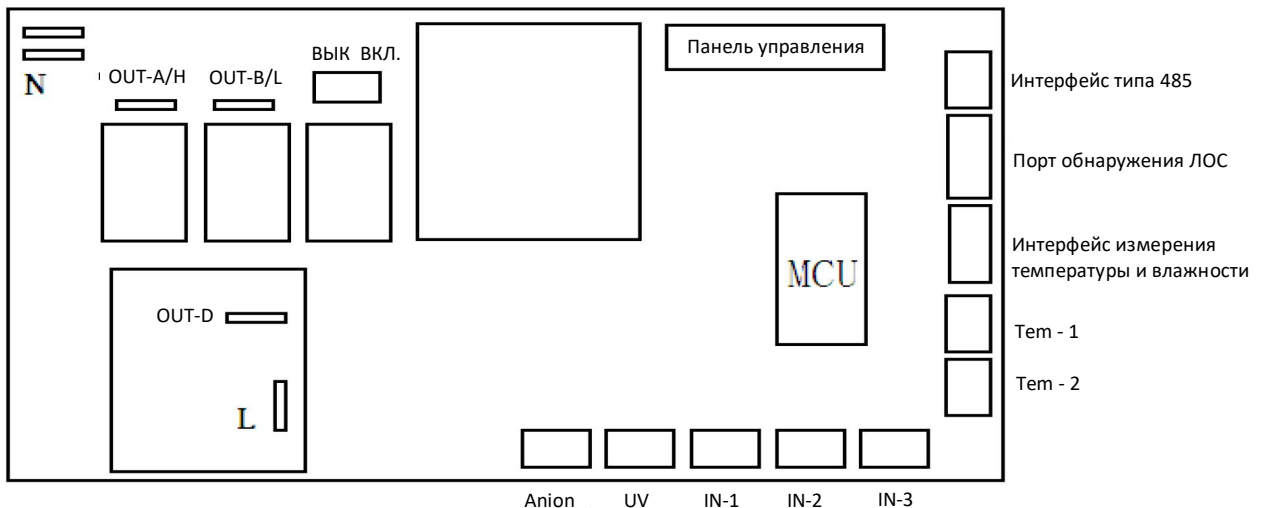 Панель управления
ВЫК ВКЛ.
N
OUT-A/H
OUT-B/L
Интерфейс типа 485
Порт обнаружения ЛОС
Интерфейс измерения
температуры и влажности
MCU
OUT-D
Tem - 1
Tem - 2
L
Anion
UV
IN-1
IN-2
IN-3